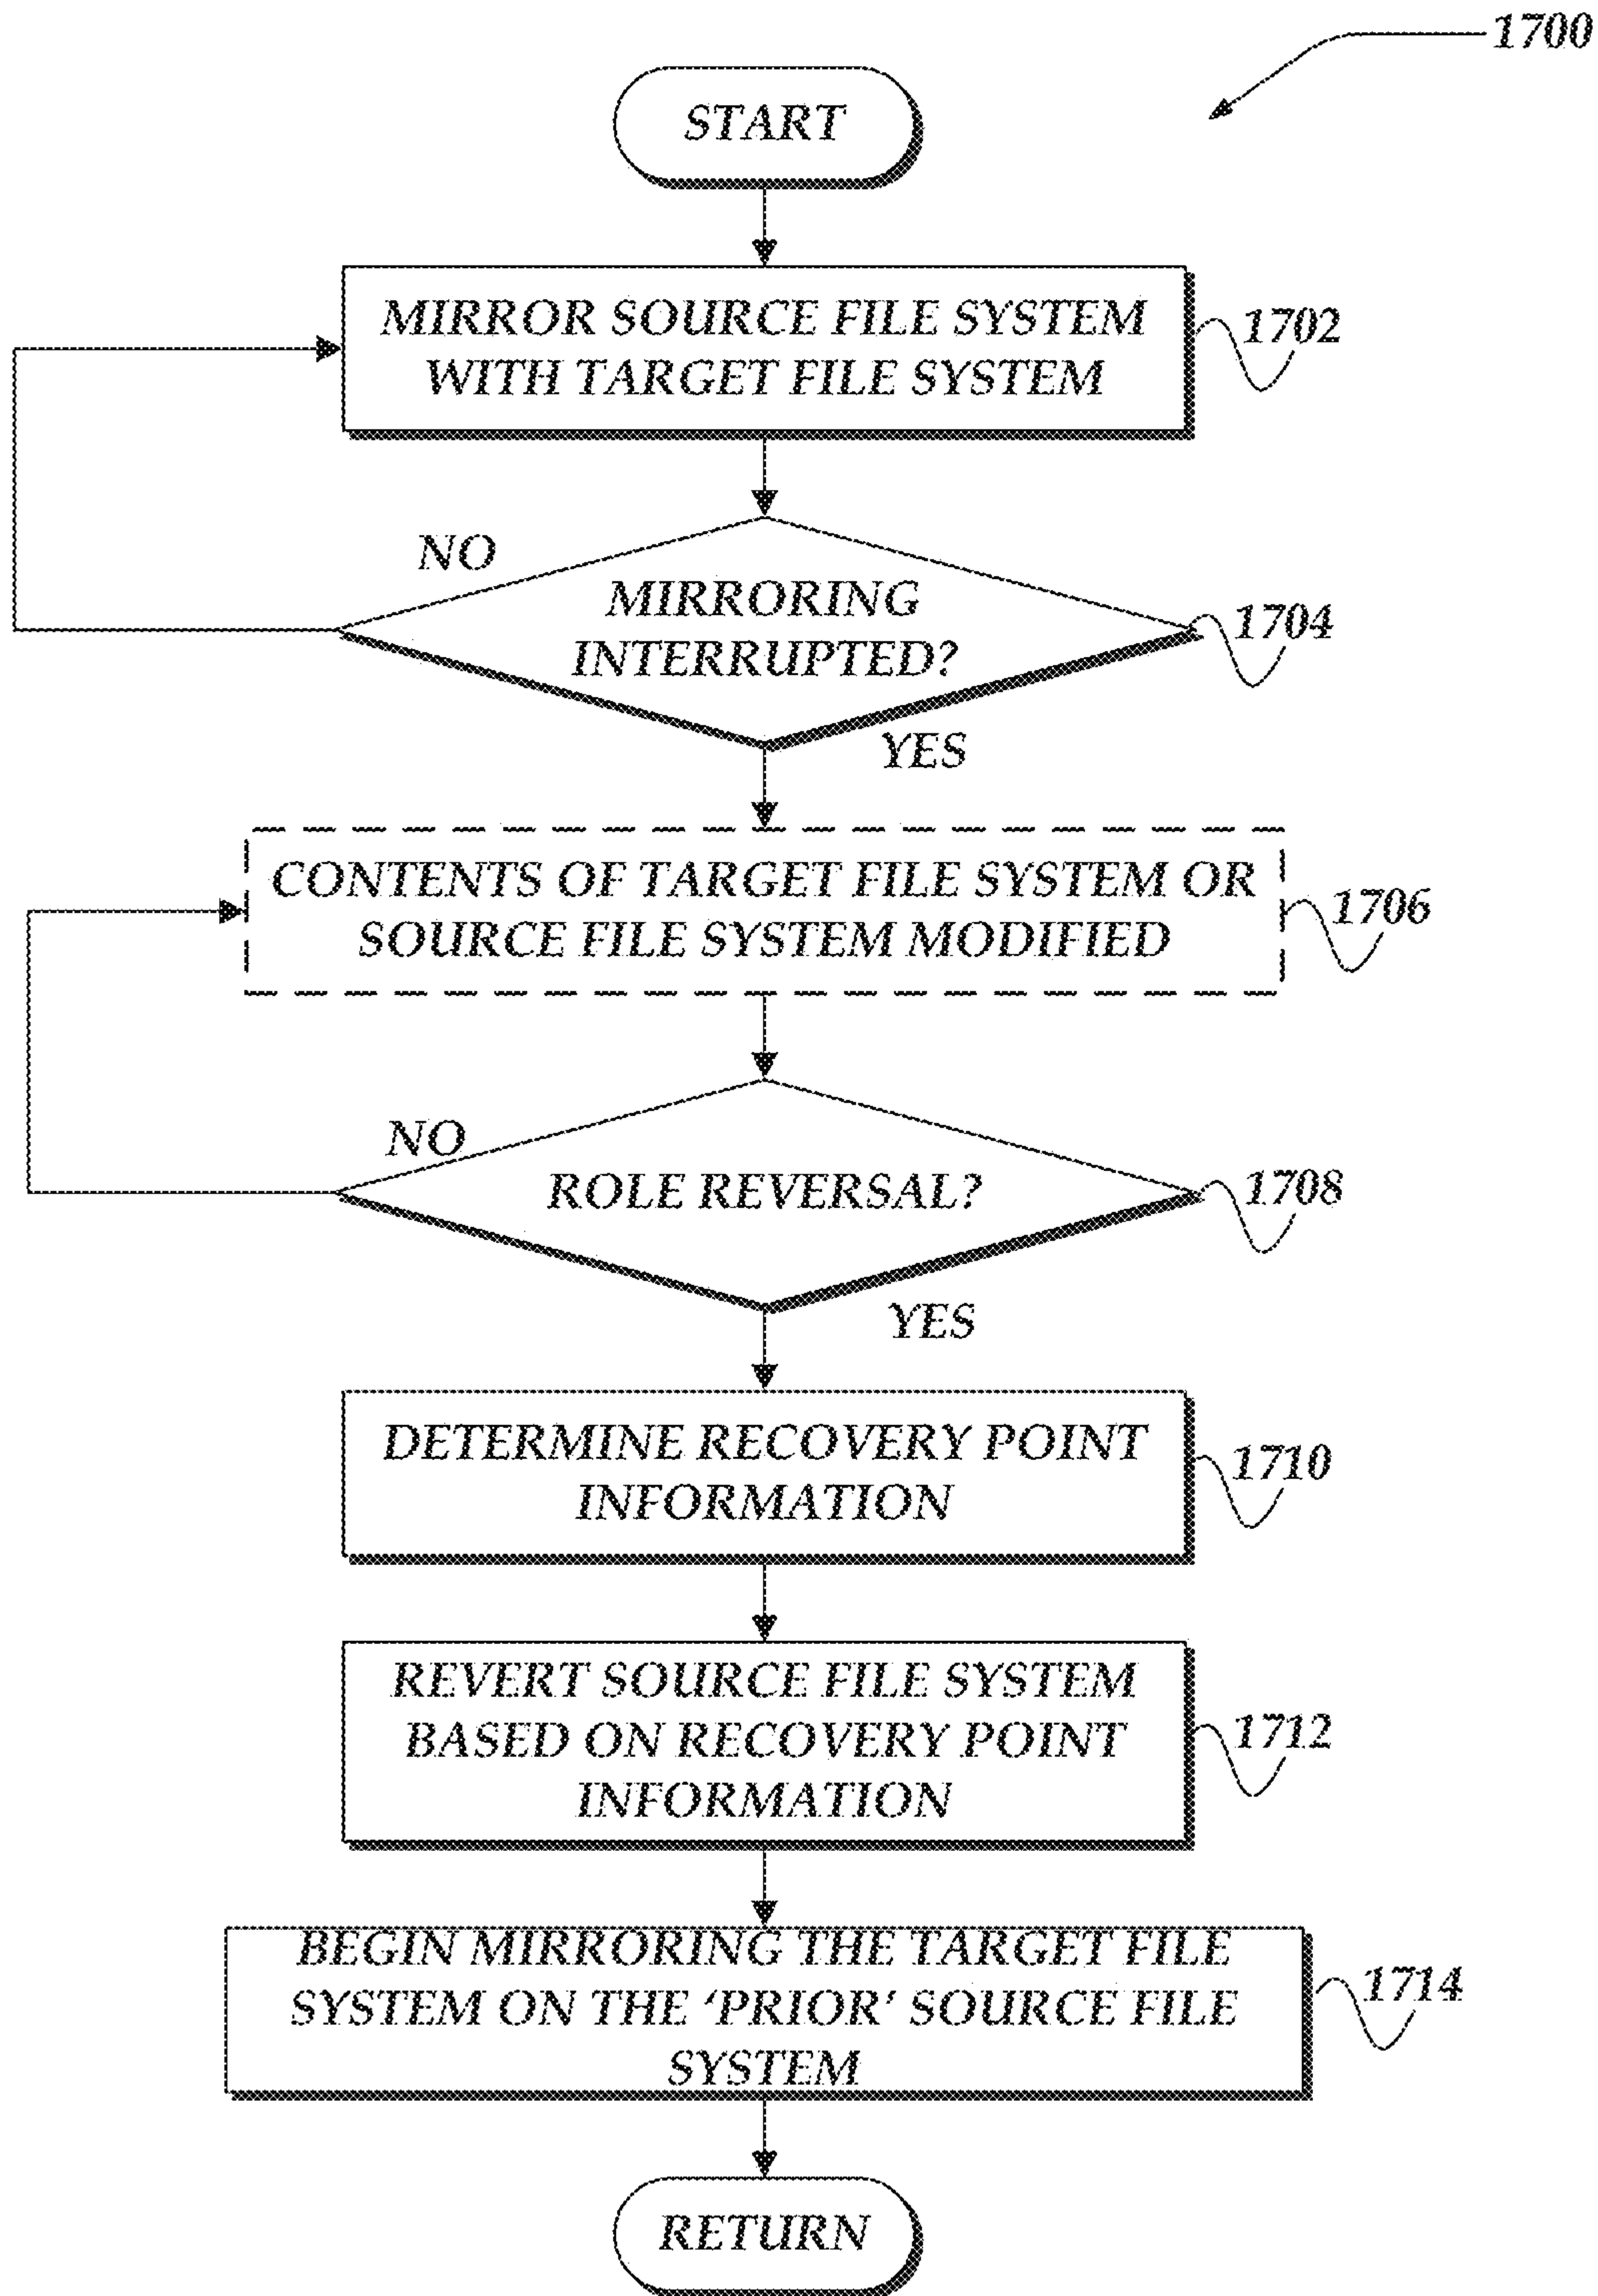 1700
START
MIRROR SOURCE FILE SYSTEM
WITH TARGET FILE SYSTEM
1702
NO
MIRRORING
INTERRUPTED?
1704
YES
CONTENTS OF TARGET FILE SYSTEM OR
SOURCE FILE SYSTEM MODIFIED
1706
NO
ROLE REVERSAL?
1708
YES
DETERMINE RECOVERY POINT
INFORMATION
1710
REVERT SOURCE FILE SYSTEM
BASED ON RECOVERY POINT
INFORMATION
1712
BEGIN MIRRORING THE TARGET FILE
SYSTEM ON THE ‘PRIOR’ SOURCE FILE
SYSTEM
1714
RETURN